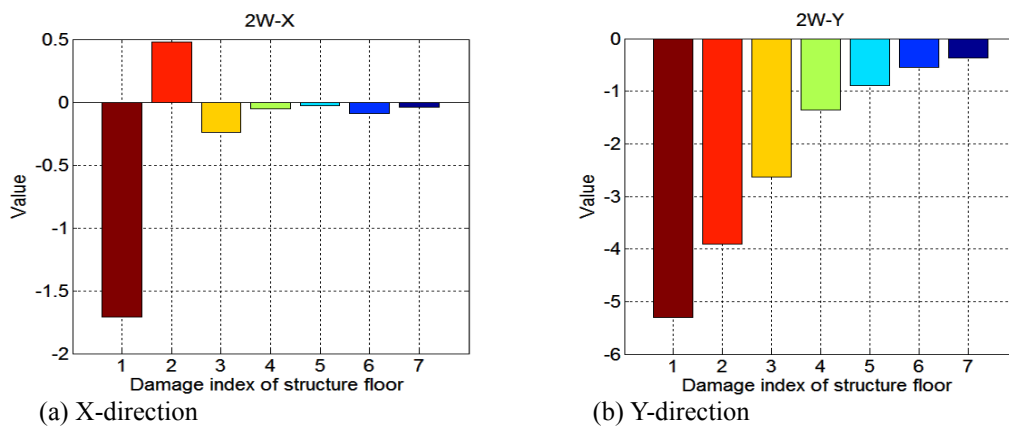 2W-X
0.5
0
-0.5
-1
-1.5
-2
Value
1 2 3 4 5 6 7
Damage index of structure floor
(a) X-direction
2W-Y
0
-1
-2
-3
-4
-5
-6
Value
1 2 3 4 5 6 7
Damage index of structure floor
(b) Y-direction